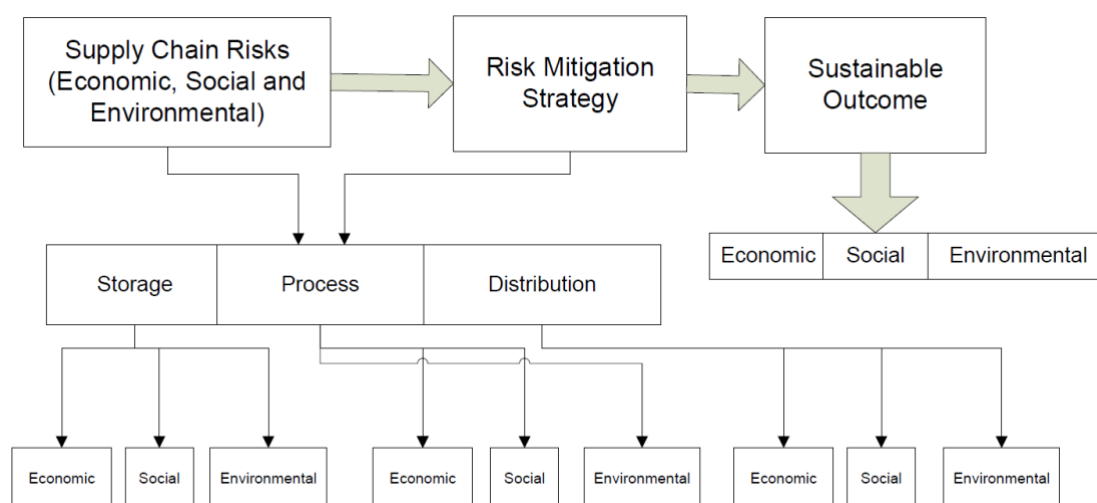 Supply Chain Risks
(Economic, Social and
Environmental)
Risk Mitigation
Strategy
Sustainable
Outcome
Economic
Social
Environmental
Storage
Process
Distribution
Economic
Social
Environmental
Economic
Social
Environmental
Economic
Social
Environmental